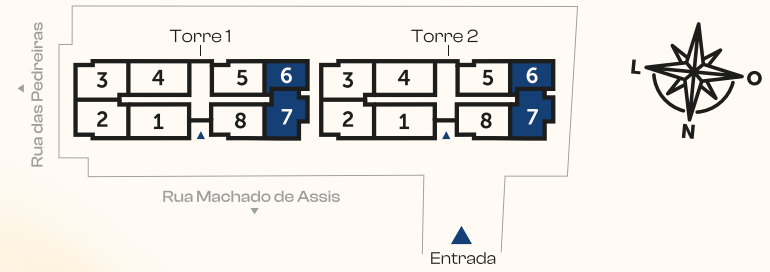 Torre 1
Torre 2
3
4
5
6
3
4
5
6
2
1
8
7
2
1
8
7
Rua das Pedreiras
Rua Machado de Assis
Entrada
L
O
N